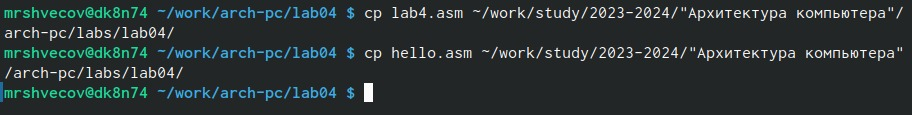 mrshvecov@dk8n74 ~/work/arch-pc/lab04 $ cp lab4.asm ~/work/study/2023-2024/"Архитектура компьютера"/
arch-pc/labs/lab04/
mrshvecov@dk8n74 ~/work/arch-pc/lab04 $ cp hello.asm ~/work/study/2023-2024/"Архитектура компьютера"
/arch-pc/labs/lab04/
mrshvecov@dk8n74 ~/work/arch-pc/lab04 $